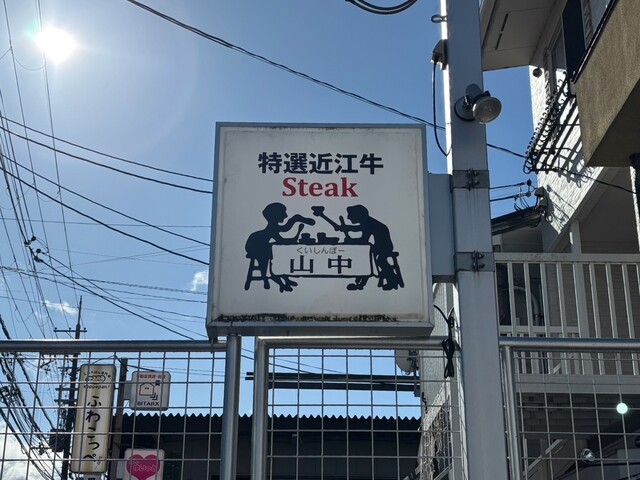 特選近江牛
Steak
くいしんぼー
山中
ふわこっぺ